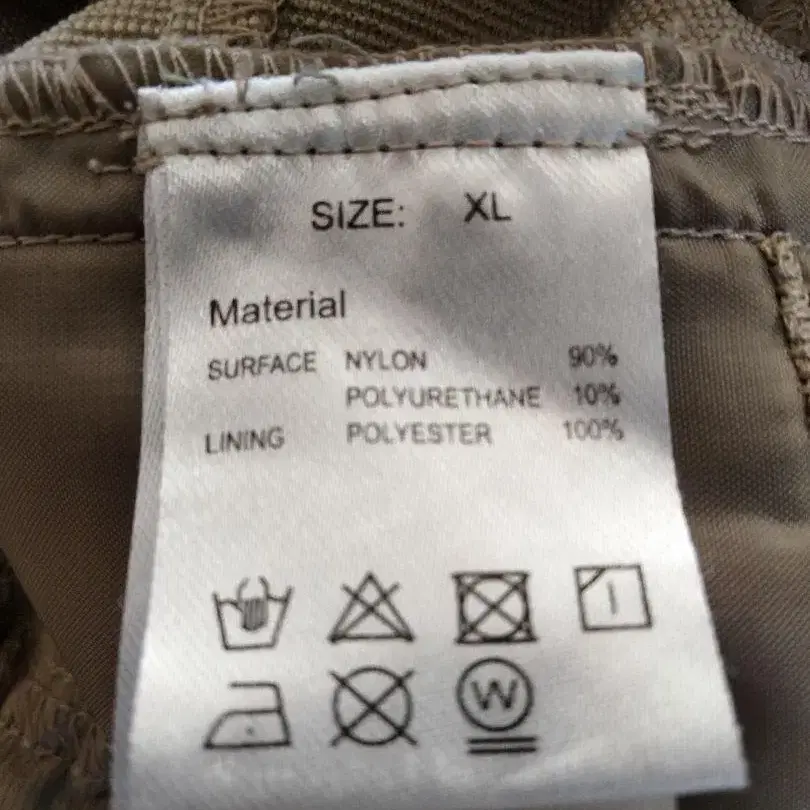 SIZE: XL
Material
SURFACE NYLON 90%
POLYURETHANE 10%
LINING POLYESTER 100%
W